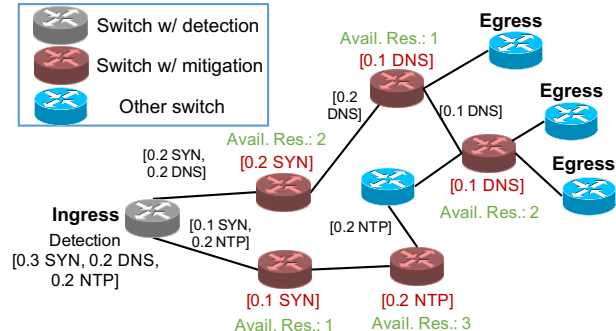 Switch w/ detection
Switch w/ mitigation
Other switch
Avail. Res.: 1
[0.1 DNS]
Egress
[0.2
DNS]
[0.1 DNS]
Egress
Avail. Res.: 2
[0.2 SYN]
[0.2 SYN,
0.2 DNS]
Egress
[0.1 DNS]
Avail. Res.: 2
Ingress
Detection
[0.3 SYN, 0.2 DNS,
0.2 NTP]
[0.1 SYN,
0.2 NTP]
[0.2 NTP]
[0.1 SYN]
Avail. Res.: 1
[0.2 NTP]
Avail. Res.: 3